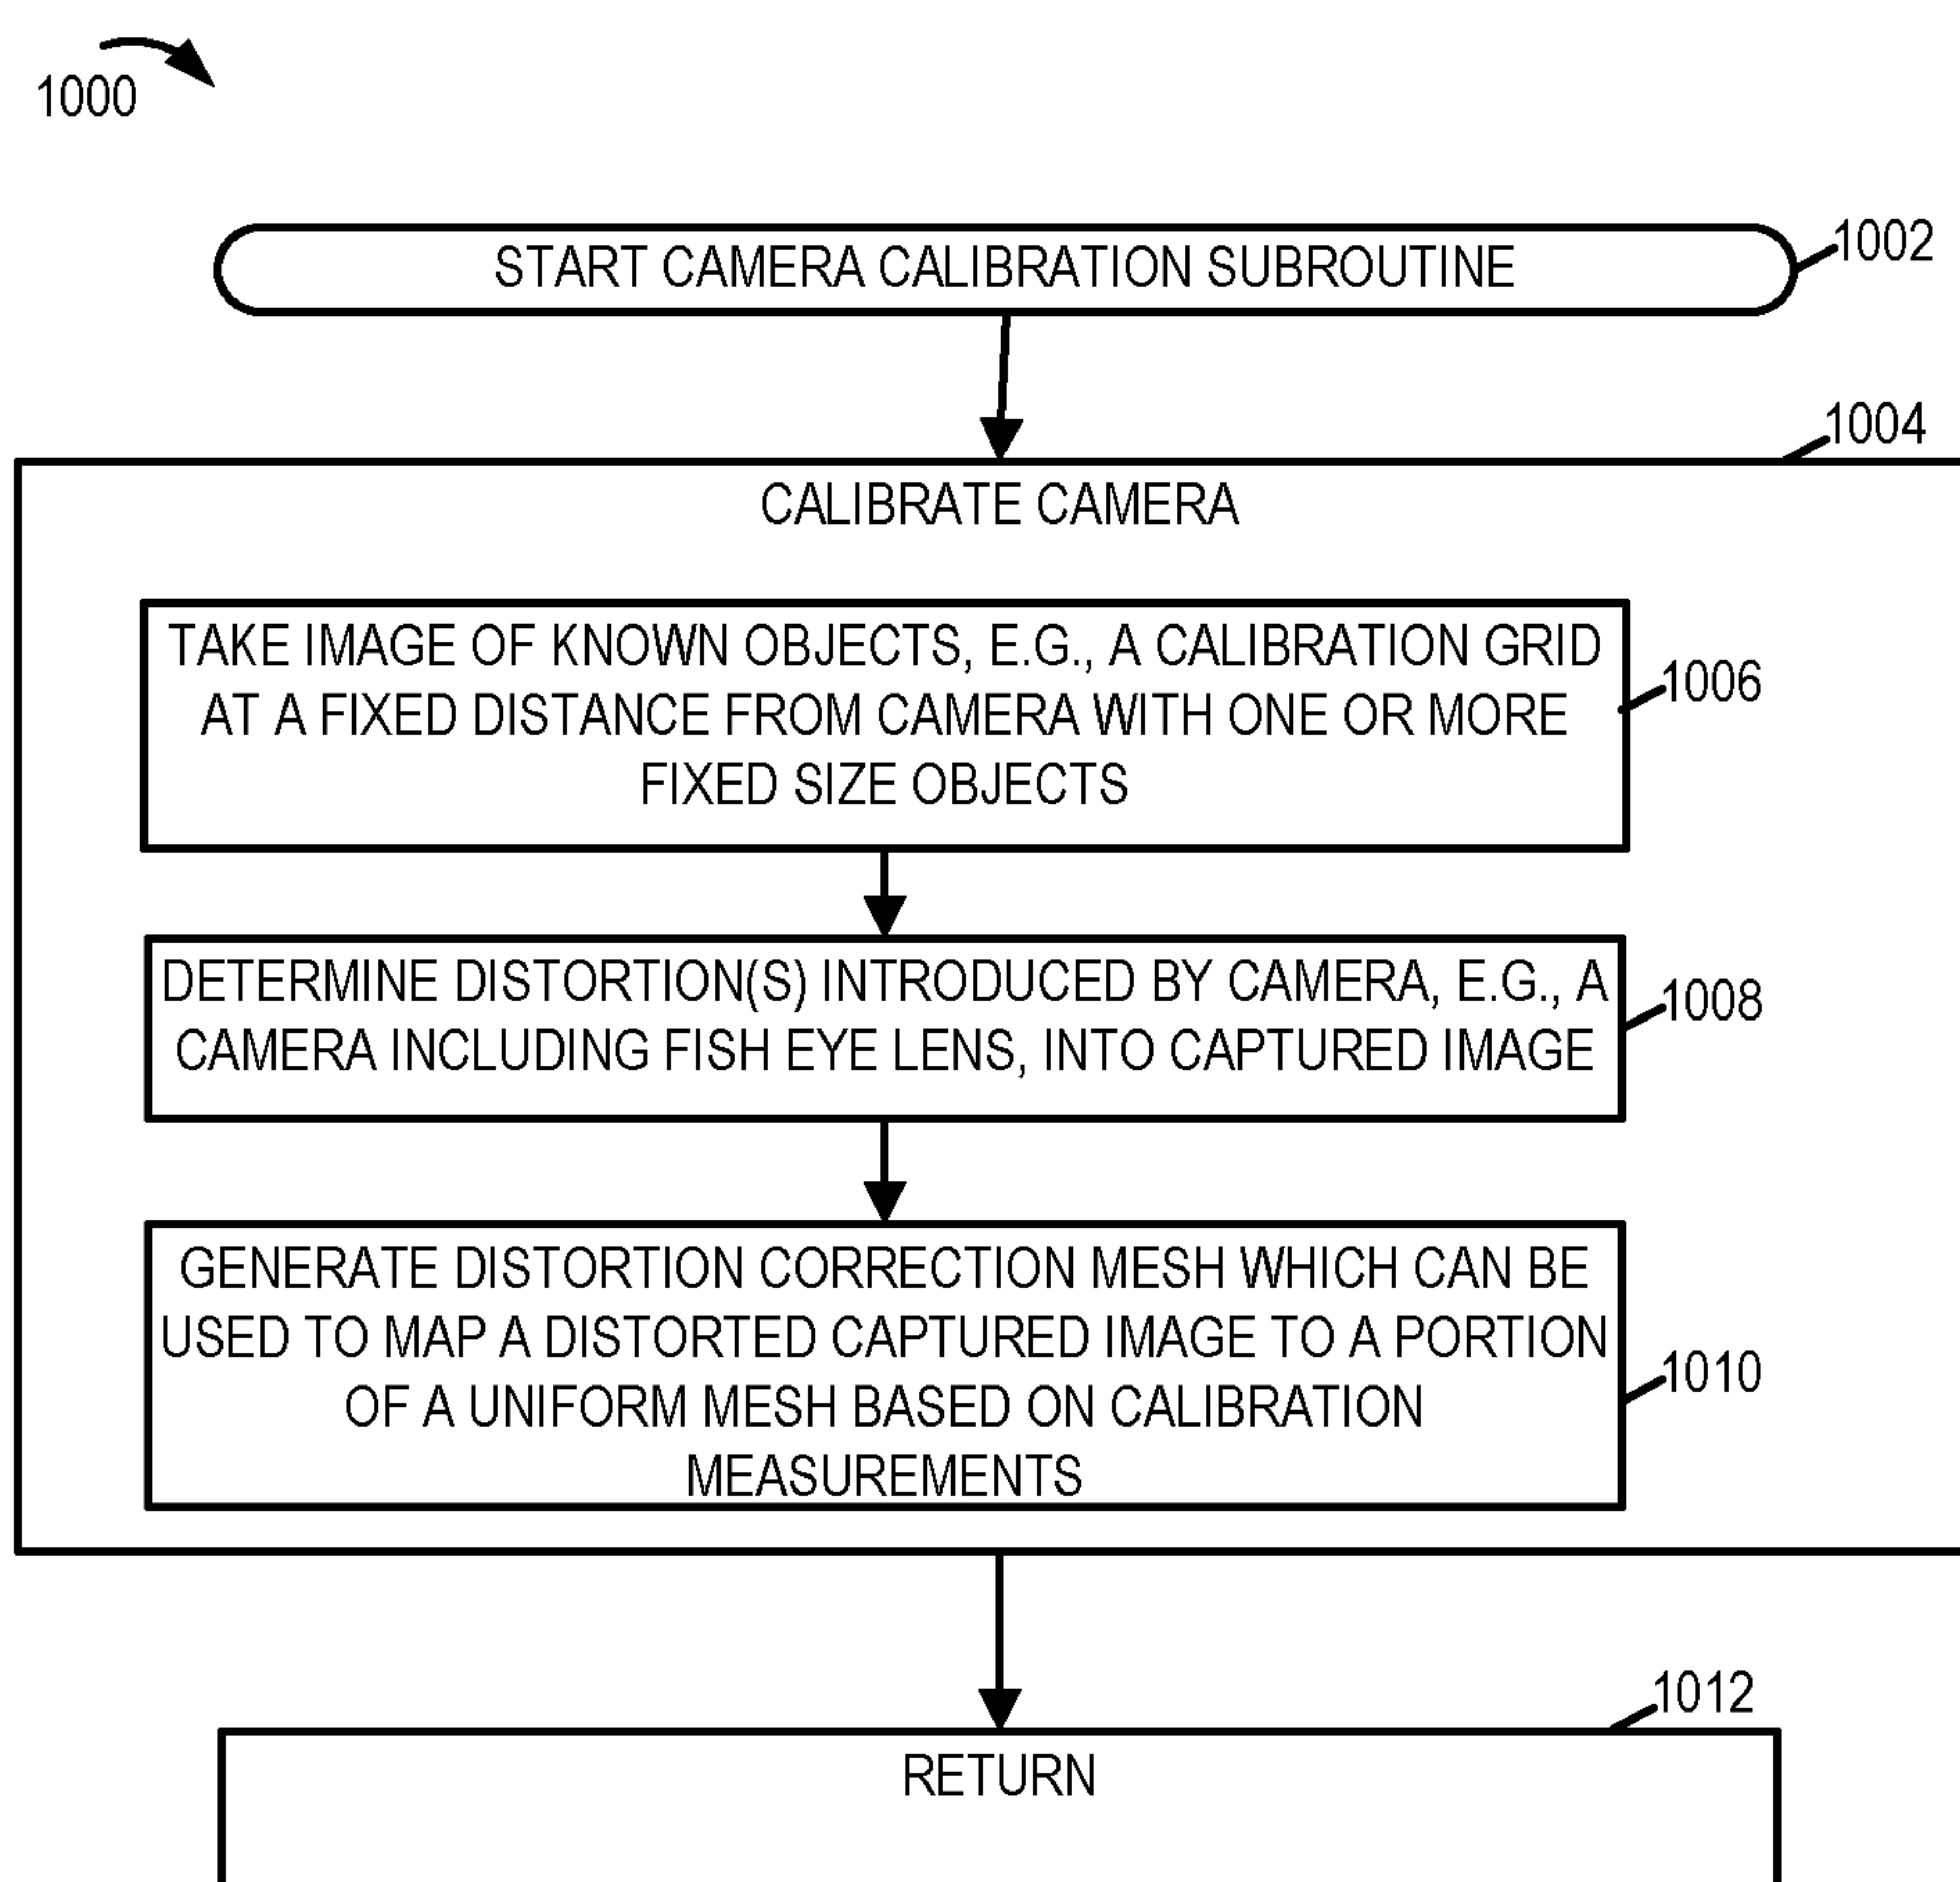 1000
START CAMERA CALIBRATION SUBROUTINE
1002
1004
CALIBRATE CAMERA
TAKE IMAGE OF KNOWN OBJECTS, E.G., A CALIBRATION GRID
AT A FIXED DISTANCE FROM CAMERA WITH ONE OR MORE
FIXED SIZE OBJECTS
1006
DETERMINE DISTORTION(S) INTRODUCED BY CAMERA, E.G., A
CAMERA INCLUDING FISH EYE LENS, INTO CAPTURED IMAGE
1008
GENERATE DISTORTION CORRECTION MESH WHICH CAN BE
USED TO MAP A DISTORTED CAPTURED IMAGE TO A PORTION
OF A UNIFORM MESH BASED ON CALIBRATION
MEASUREMENTS
1010
1012
RETURN